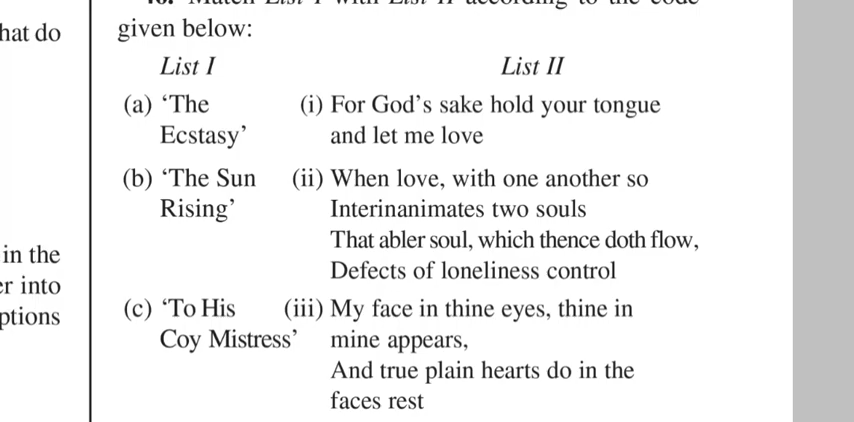 hat do
in the
er into
ptions
given below:
List I List II
(a) ‘The (i) For God’s sake hold your tongue
Ecstasy’ and let me love
(b) ‘The Sun (ii) When love, with one another so
Rising’ Interinanimates two souls
That abler soul, which thence doth flow,
Defects of loneliness control
(c) ‘To His (iii) My face in thine eyes, thine in
Coy Mistress’ mine appears,
And true plain hearts do in the
faces rest